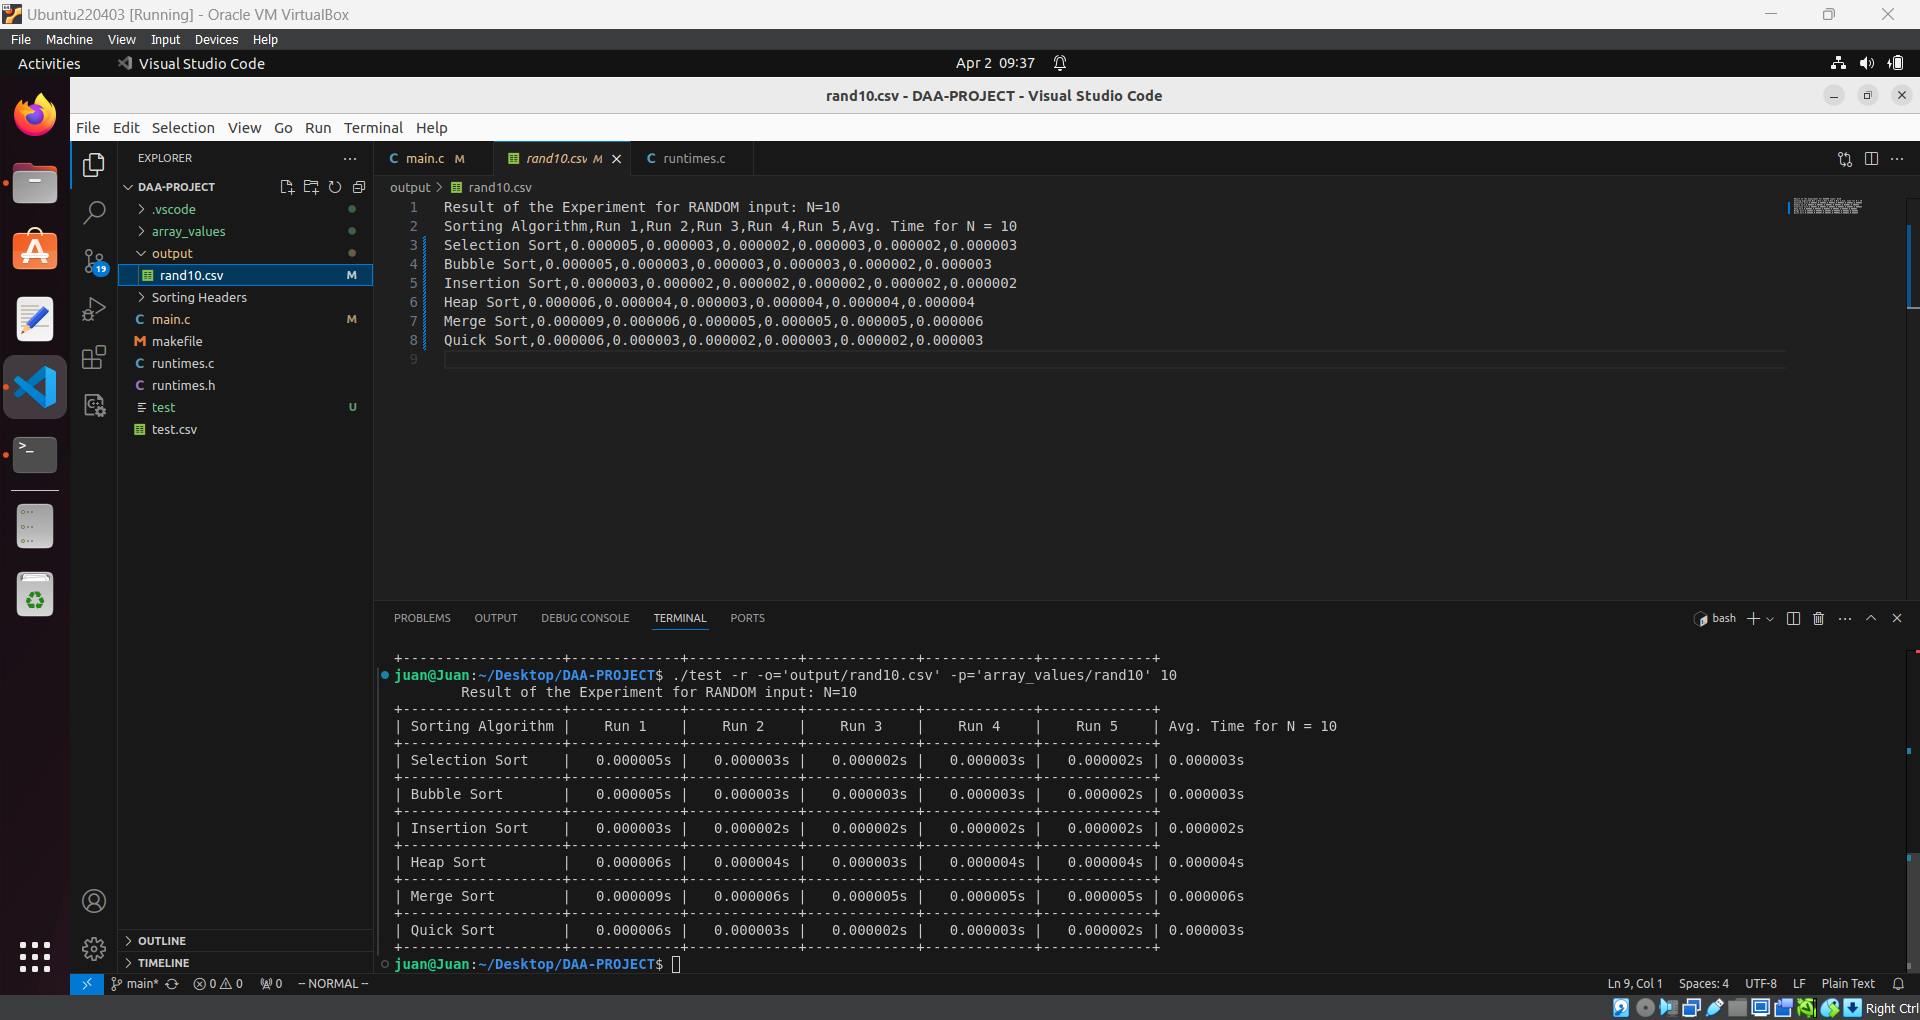 Ubuntu220403 [Running] - Oracle VM VirtualBox
File Machine View Input Devices Help
Activities Visual Studio Code Apr 2 09:37
rand10.csv - DAA-PROJECT - Visual Studio Code
File Edit Selection View Go Run Terminal Help
EXPLORER
DAA-PROJECT
.vscode
array_values
output
rand10.csv M
Sorting Headers
main.c M
makefile
runtimes.c
runtimes.h
test U
test.csv
OUTLINE
TIMELINE
19
main.c M rand10.csv M runtimes.c
output > rand10.csv
1 Result of the Experiment for RANDOM input: N=10
2 Sorting Algorithm,Run 1,Run 2,Run 3,Run 4,Run 5,Avg. Time for N = 10
3 Selection Sort,0.000005,0.000003,0.000002,0.000003,0.000002,0.000003
4 Bubble Sort,0.000005,0.000003,0.000003,0.000003,0.000002,0.000003
5 Insertion Sort,0.000003,0.000002,0.000002,0.000002,0.000002,0.000002
6 Heap Sort,0.000006,0.000004,0.000003,0.000004,0.000004,0.000004
7 Merge Sort,0.000009,0.000006,0.000005,0.000005,0.000005,0.000006
8 Quick Sort,0.000006,0.000003,0.000002,0.000003,0.000002,0.000003
9
PROBLEMS OUTPUT DEBUG CONSOLE TERMINAL PORTS bash
+-------------------+-------------+-------------+-------------+-------------+-------------+
juan@Juan:~/Desktop/DAA-PROJECT$ ./test -r -o='output/rand10.csv' -p='array_values/rand10' 10
Result of the Experiment for RANDOM input: N=10
+-------------------+-------------+-------------+-------------+-------------+-------------+
| Sorting Algorithm | Run 1 | Run 2 | Run 3 | Run 4 | Run 5 | Avg. Time for N = 10
+-------------------+-------------+-------------+-------------+-------------+-------------+
| Selection Sort | 0.000005s | 0.000003s | 0.000002s | 0.000003s | 0.000002s | 0.000003s
+-------------------+-------------+-------------+-------------+-------------+-------------+
| Bubble Sort | 0.000005s | 0.000003s | 0.000003s | 0.000003s | 0.000002s | 0.000003s
+-------------------+-------------+-------------+-------------+-------------+-------------+
| Insertion Sort | 0.000003s | 0.000002s | 0.000002s | 0.000002s | 0.000002s | 0.000002s
+-------------------+-------------+-------------+-------------+-------------+-------------+
| Heap Sort | 0.000006s | 0.000004s | 0.000003s | 0.000004s | 0.000004s | 0.000004s
+-------------------+-------------+-------------+-------------+-------------+-------------+
| Merge Sort | 0.000009s | 0.000006s | 0.000005s | 0.000005s | 0.000005s | 0.000006s
+-------------------+-------------+-------------+-------------+-------------+-------------+
| Quick Sort | 0.000006s | 0.000003s | 0.000002s | 0.000003s | 0.000002s | 0.000003s
+-------------------+-------------+-------------+-------------+-------------+-------------+
juan@Juan:~/Desktop/DAA-PROJECT$
main* 0 0 0 -- NORMAL -- Ln 9, Col 1 Spaces: 4 UTF-8 LF Plain Text
Right Ctrl